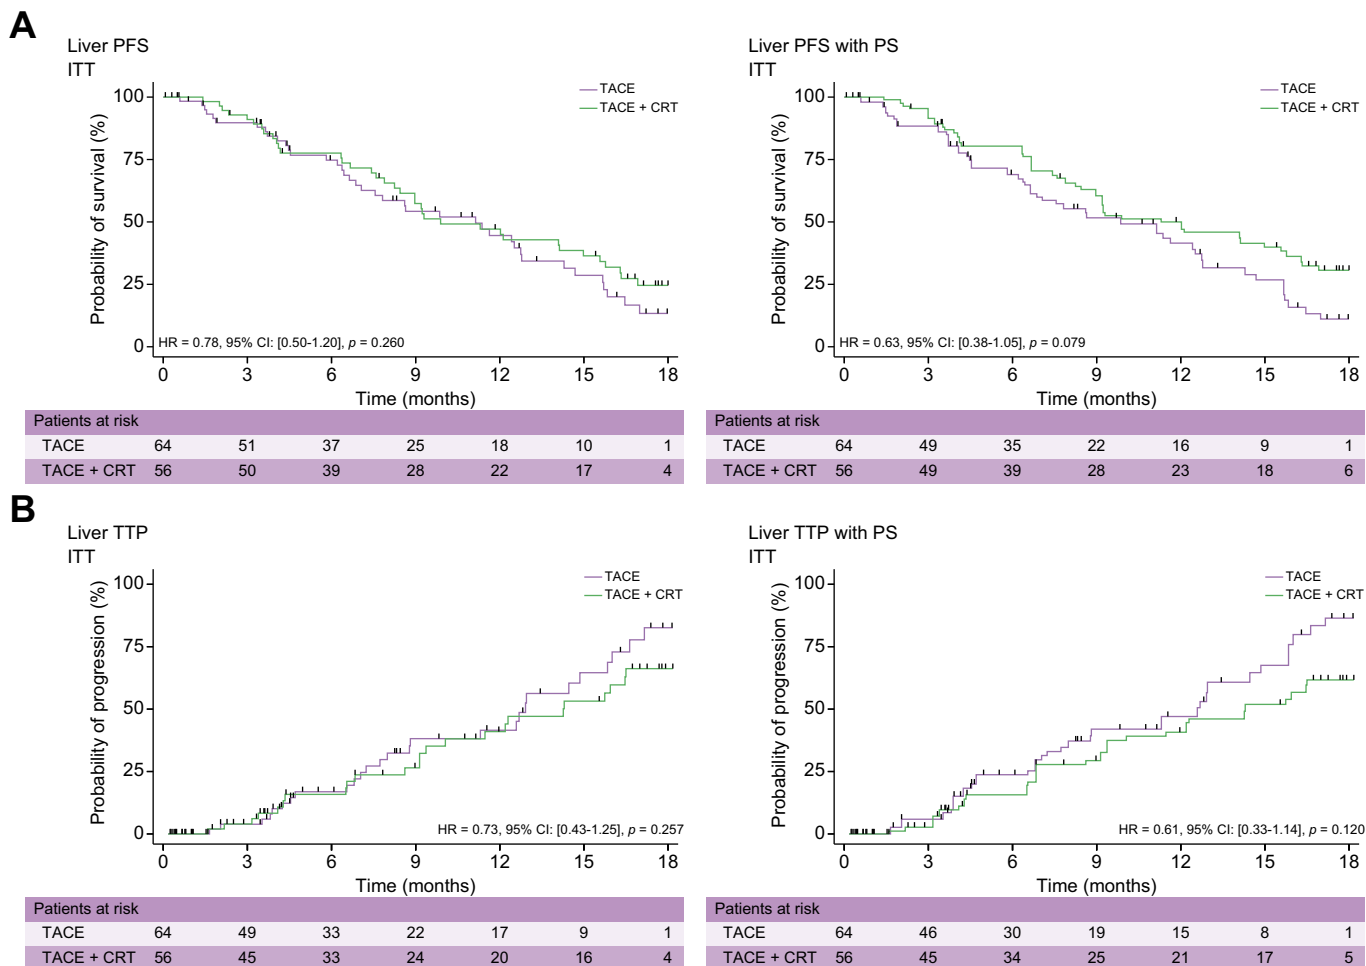 A
Liver PFS
ITT
TACE
TACE + CRT
Probability of survival (%)
100
75
50
25
0
HR = 0.78, 95% CI: [0.50-1.20], p = 0.260
0 3 6 9 12 15 18
Time (months)
Patients at risk
TACE 64 51 37 25 18 10 1
TACE + CRT 56 50 39 28 22 17 4
Liver PFS with PS
ITT
TACE
TACE + CRT
Probability of survival (%)
100
75
50
25
0
HR = 0.63, 95% CI: [0.38-1.05], p = 0.079
0 3 6 9 12 15 18
Time (months)
Patients at risk
TACE 64 49 35 22 16 9 1
TACE + CRT 56 49 39 28 23 18 6
B
Liver TTP
ITT
TACE
TACE + CRT
Probability of progression (%)
100
75
50
25
0
HR = 0.73, 95% CI: [0.43-1.25], p = 0.257
0 3 6 9 12 15 18
Time (months)
Patients at risk
TACE 64 49 33 22 17 9 1
TACE + CRT 56 45 33 24 20 16 4
Liver TTP with PS
ITT
TACE
TACE + CRT
Probability of progression (%)
100
75
50
25
0
HR = 0.61, 95% CI: [0.33-1.14], p = 0.120
0 3 6 9 12 15 18
Time (months)
Patients at risk
TACE 64 46 30 19 15 8 1
TACE + CRT 56 45 34 25 21 17 5